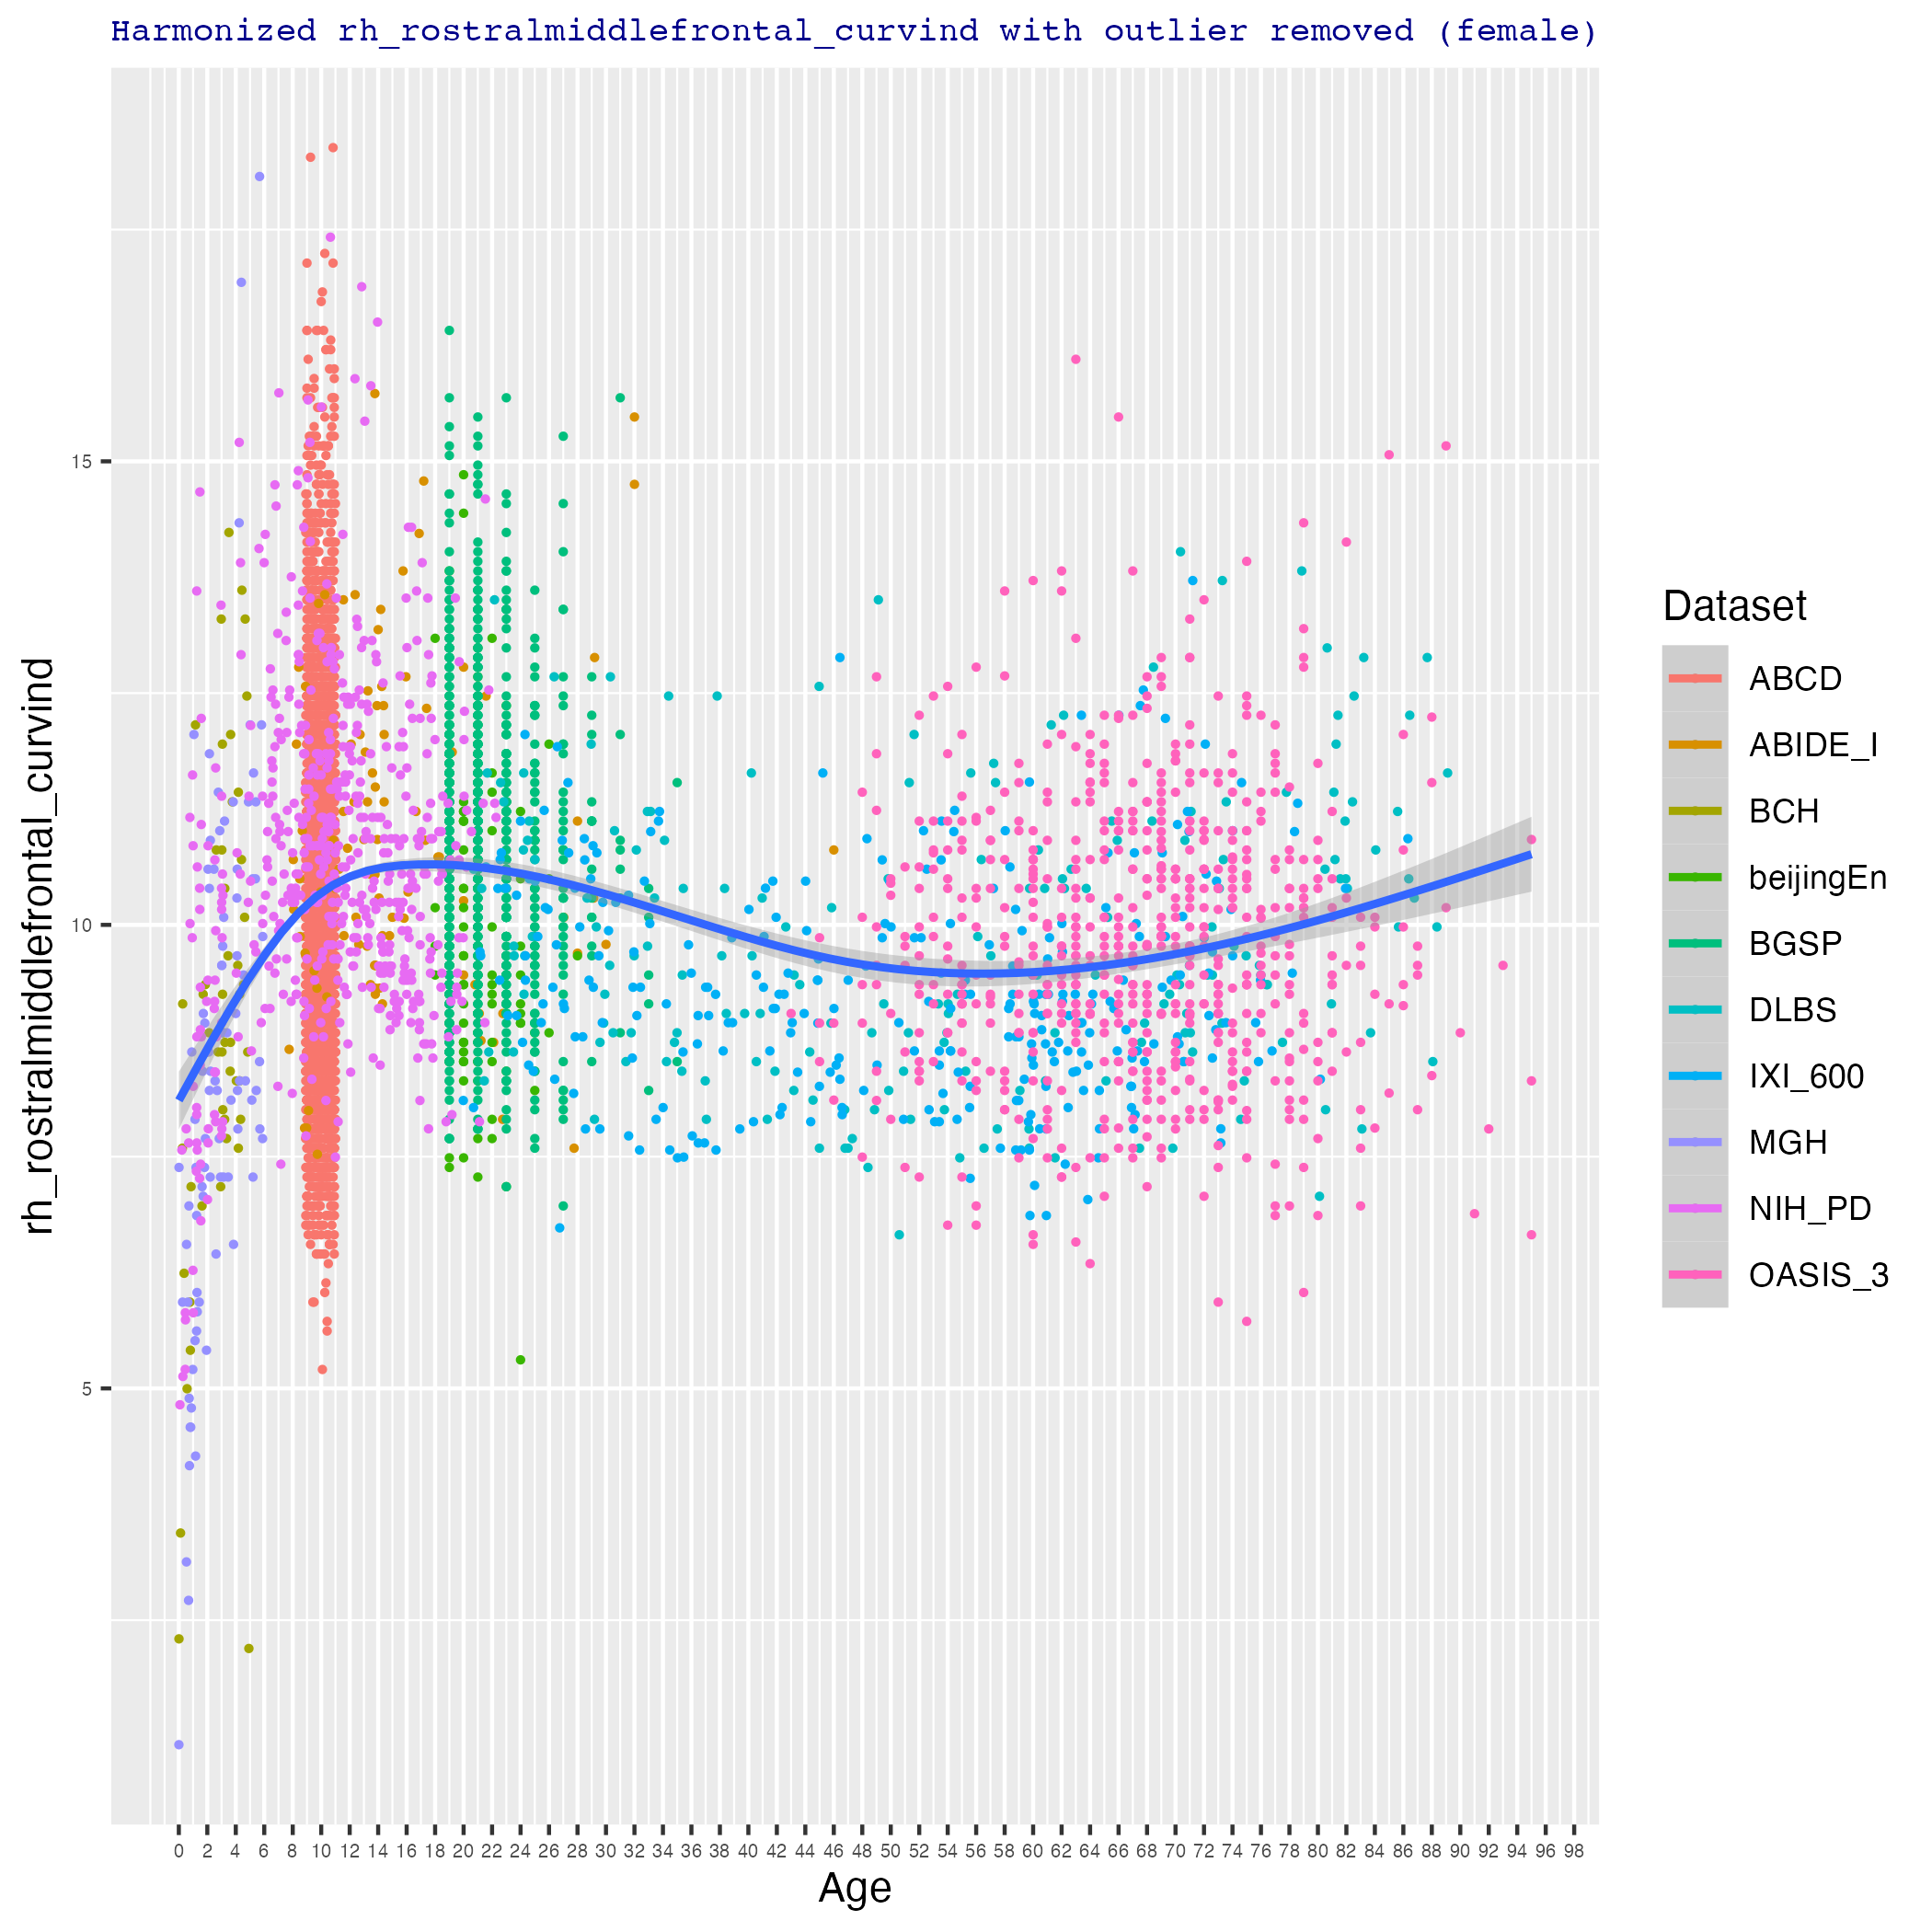 Harmonized rh_rostralmiddlefrontal_curvind with outlier removed (female)
rh_rostralmiddlefrontal_curvind
15
10
5
0 2 4 6 8 10 12 14 16 18 20 22 24 26 28 30 32 34 36 38 40 42 44 46 48 50 52 54 56 58 60 62 64 66 68 70 72 74 76 78 80 82 84 86 88 90 92 94 96 98
Age
Dataset
ABCD
ABIDE_I
BCH
beijingEn
BGSP
DLBS
IXI_600
MGH
NIH_PD
OASIS_3